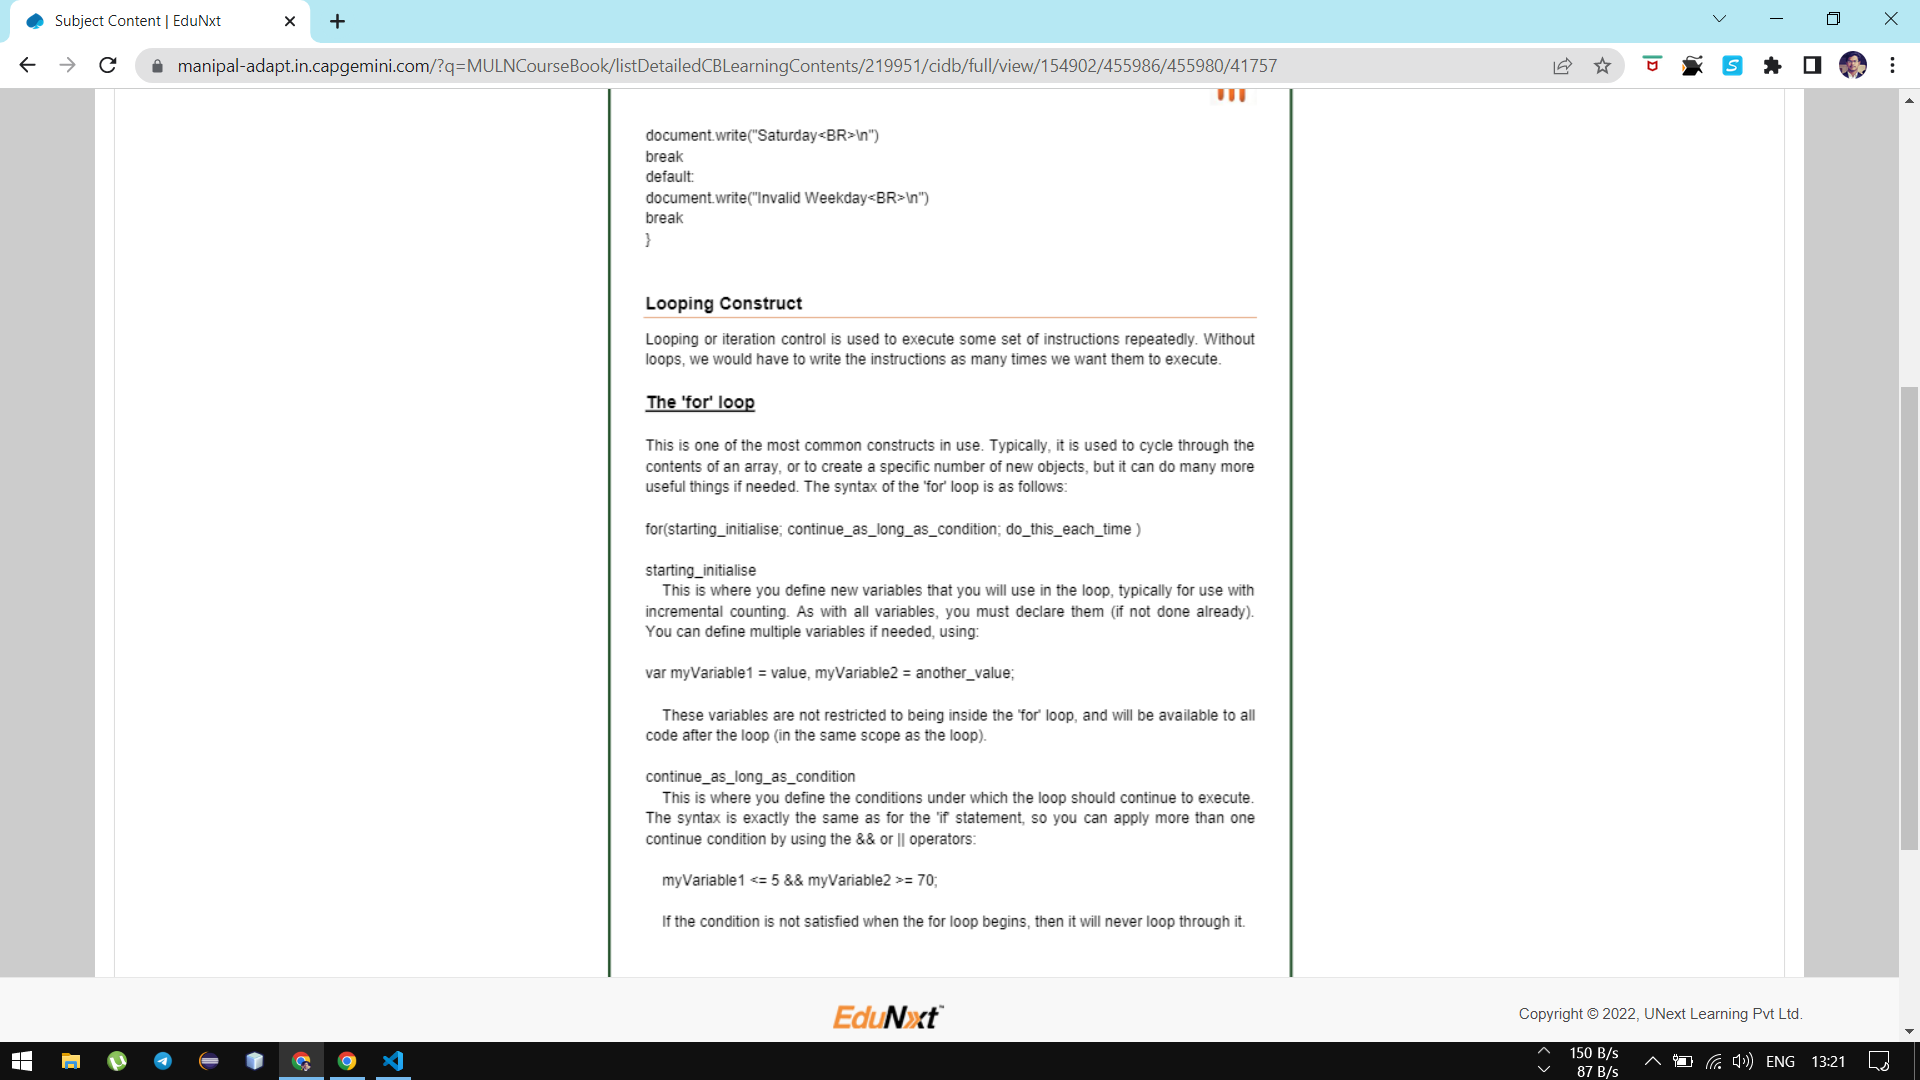 Subject Content | EduNxt
manipal-adapt.in.capgemini.com/?q=MULNCourseBook/listDetailedCBLearningContents/219951/cidb/full/view/154902/455986/455980/41757
document.write("Saturday<BR>\n")
break
default:
document.write("Invalid Weekday<BR>\n")
break
}
Looping Construct
Looping or iteration control is used to execute some set of instructions repeatedly. Without
loops, we would have to write the instructions as many times we want them to execute.
The 'for' loop
This is one of the most common constructs in use. Typically, it is used to cycle through the
contents of an array, or to create a specific number of new objects, but it can do many more
useful things if needed. The syntax of the 'for' loop is as follows:
for(starting_initialise; continue_as_long_as_condition; do_this_each_time )
starting_initialise
This is where you define new variables that you will use in the loop, typically for use with
incremental counting. As with all variables, you must declare them (if not done already).
You can define multiple variables if needed, using:
var myVariable1 = value, myVariable2 = another_value;
These variables are not restricted to being inside the 'for' loop, and will be available to all
code after the loop (in the same scope as the loop).
continue_as_long_as_condition
This is where you define the conditions under which the loop should continue to execute.
The syntax is exactly the same as for the 'if' statement, so you can apply more than one
continue condition by using the && or || operators:
myVariable1 <= 5 && myVariable2 >= 70;
If the condition is not satisfied when the for loop begins, then it will never loop through it.
EduNxt™
Copyright © 2022, UNext Learning Pvt Ltd.
150 B/s
87 B/s
ENG
13:21